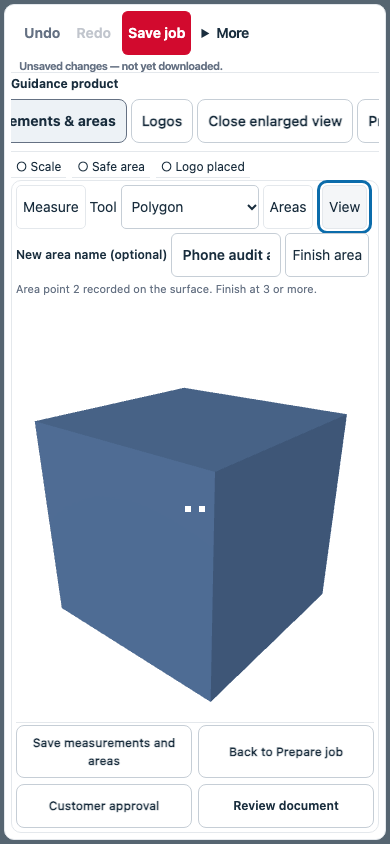 Undo Redo Save job ▶ More
Unsaved changes — not yet downloaded.
Guidance product
ements & areas Logos Close enlarged view
Scale Safe area Logo placed
Measure Tool Polygon Areas View
New area name (optional) Phone audit Finish area
Area point 2 recorded on the surface. Finish at 3 or more.
Save measurements and
areas
Back to Prepare job
Customer approval Review document